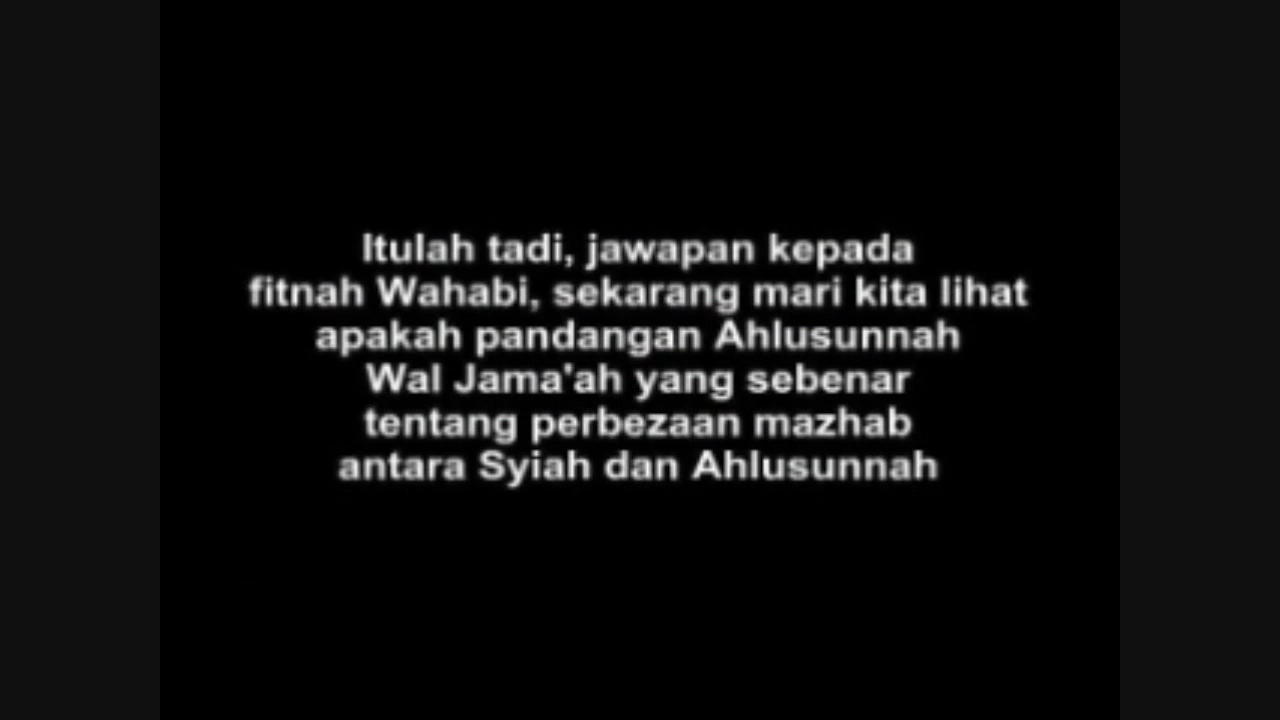 Itulah tadi, jawapan kepada
fitnah Wahabi, sekarang mari kita lihat
apakah pandangan Ahlusunnah
Wal Jama'ah yang sebenar
tentang perbezaan mazhab
antara Syiah dan Ahlusunnah